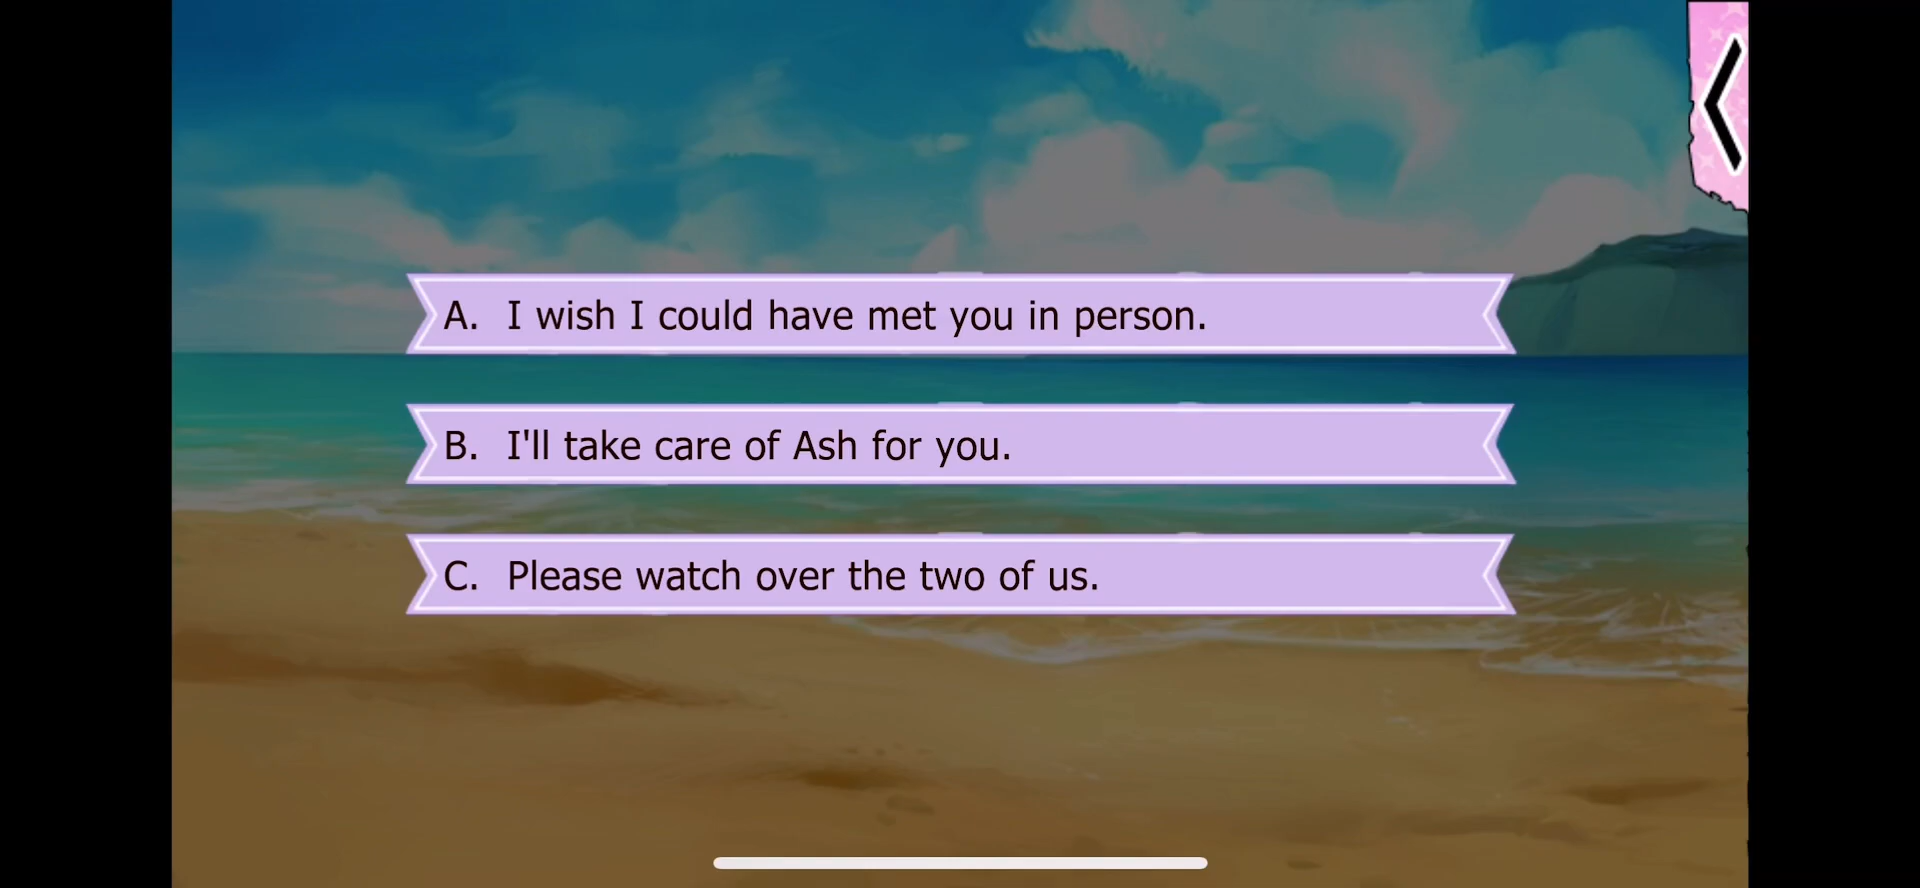 A. I wish I could have met you in person.
B. I'll take care of Ash for you.
C. Please watch over the two of us.